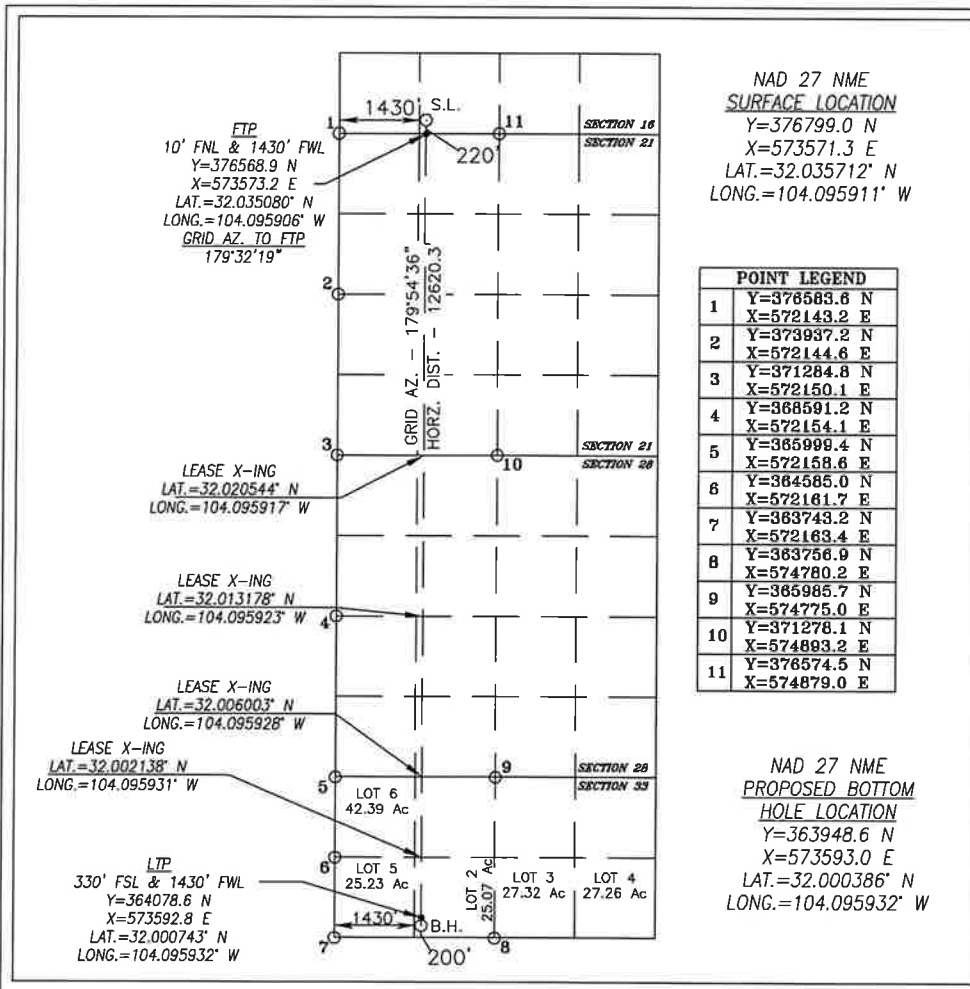 1430'
S.L.
1
11
SECTION 16
SECTION 21
220'
FTP
10' FNL & 1430' FWL
Y=376568.9 N
X=573573.2 E
LAT.=32.035080° N
LONG.=104.095906° W
GRID AZ. TO FTP
179°32'19"
2
GRID AZ. - 179°54'36"
HORZ. DIST. - 12620.3'
3
10
SECTION 21
SECTION 28
LEASE X-ING
LAT.=32.020544° N
LONG.=104.095917° W
LEASE X-ING
LAT.=32.013178° N
LONG.=104.095923° W
4
LEASE X-ING
LAT.=32.006003° N
LONG.=104.095928° W
LEASE X-ING
LAT.=32.002138° N
LONG.=104.095931° W
5
9
SECTION 28
SECTION 33
LOT 6
42.39 Ac
6
LOT 5
25.23 Ac
LOT 2
25.07 Ac
LOT 3
27.32 Ac
LOT 4
27.26 Ac
LTP
330' FSL & 1430' FWL
Y=364078.6 N
X=573592.8 E
LAT.=32.000743° N
LONG.=104.095932° W
1430'
B.H.
7
8
200'
NAD 27 NME
SURFACE LOCATION
Y=376799.0 N
X=573571.3 E
LAT.=32.035712° N
LONG.=104.095911° W
POINT LEGEND
1 Y=376583.6 N
X=572143.2 E
2 Y=373937.2 N
X=572144.6 E
3 Y=371284.8 N
X=572150.1 E
4 Y=368591.2 N
X=572154.1 E
5 Y=365999.4 N
X=572158.6 E
6 Y=364585.0 N
X=572161.7 E
7 Y=363743.2 N
X=572163.4 E
8 Y=363756.9 N
X=574780.2 E
9 Y=365985.7 N
X=574775.0 E
10 Y=371278.1 N
X=574893.2 E
11 Y=376574.5 N
X=574879.0 E
NAD 27 NME
PROPOSED BOTTOM
HOLE LOCATION
Y=363948.6 N
X=573593.0 E
LAT.=32.000386° N
LONG.=104.095932° W